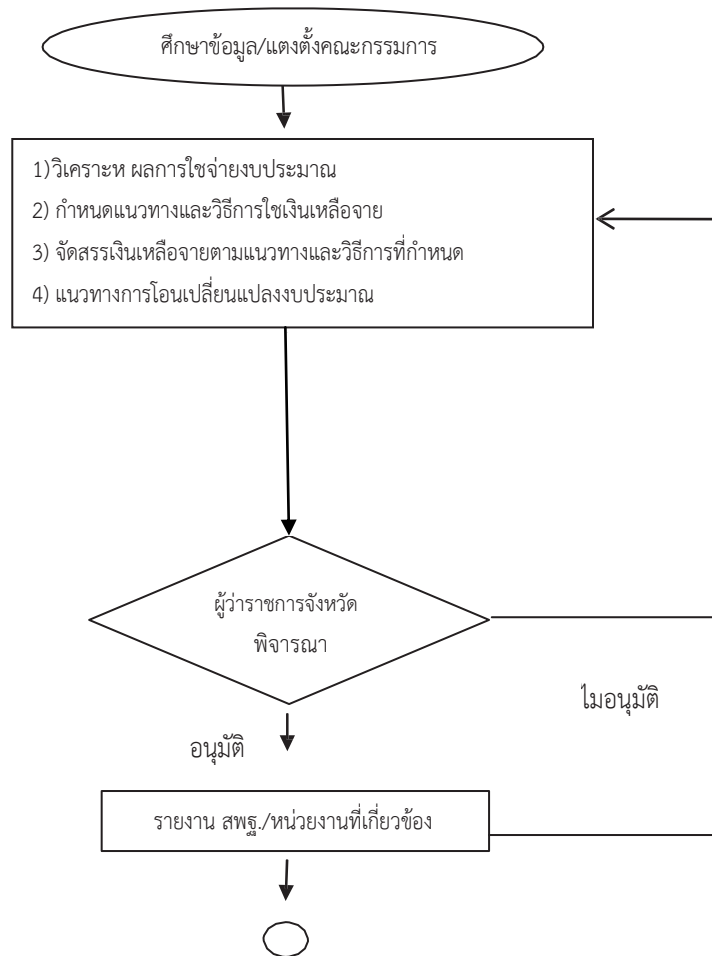 ศึกษาข้อมูล/แตงตั้งคณะกรรมการ
1)วิเคราะห ผลการใชจ่ายงบประมาณ
2) กำหนดแนวทางและวิธีการใชเงินเหลือจาย
3) จัดสรรเงินเหลือจายตามแนวทางและวิธีการที่กำหนด
4) แนวทางการโอนเปลี่ยนแปลงงบประมาณ
ผู้ว่าราชการจังหวัด
พิจารณา
ไมอนุมัติ
อนุมัติ
รายงาน สพฐ./หน่วยงานที่เกี่ยวข้อง